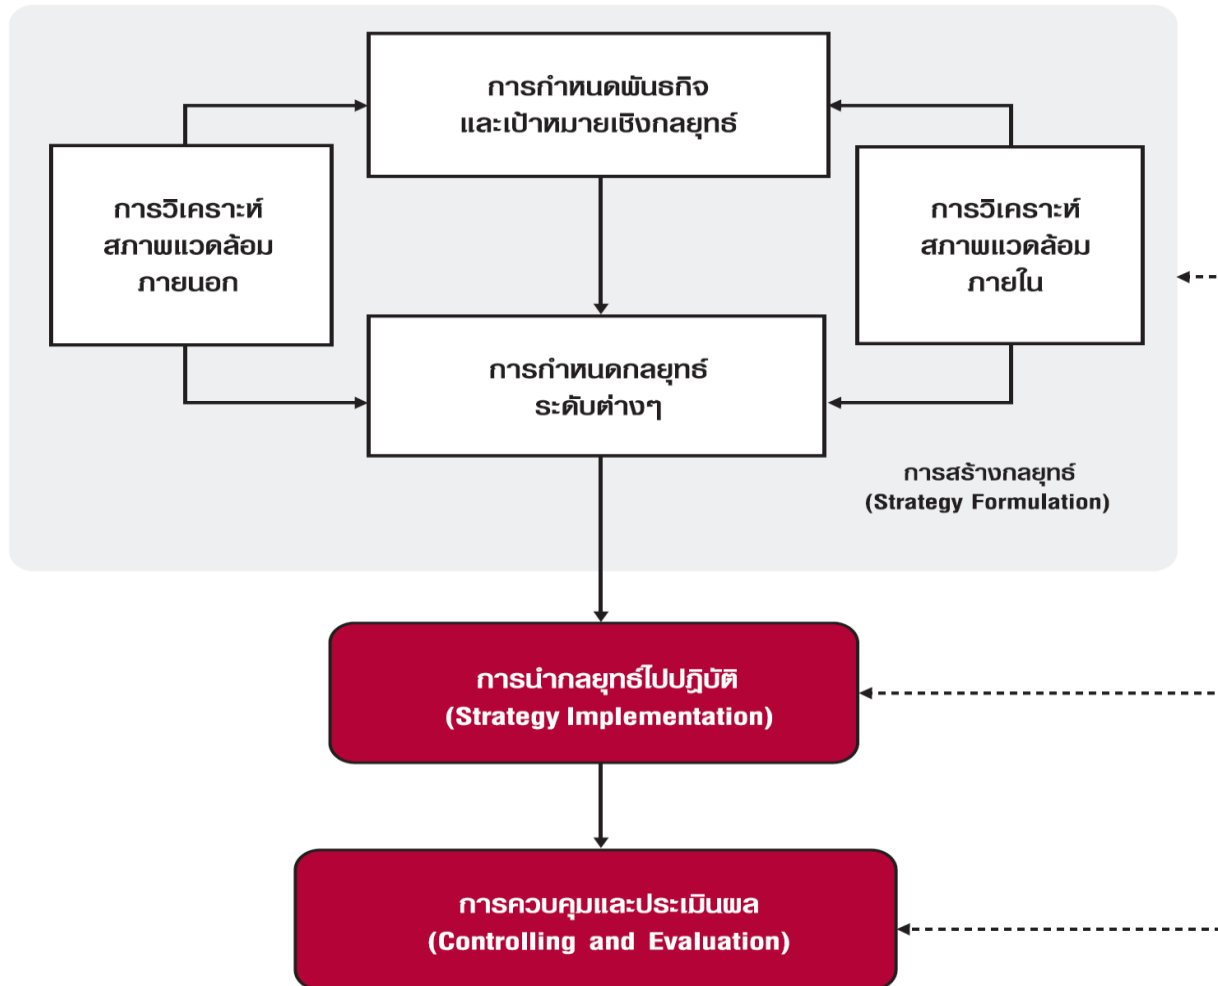 การกำหนดพันธกิจ
และเป้าหมายเชิงกลยุทธ์
การวิเคราะห์
สภาพแวดล้อม
ภายนอก
การวิเคราะห์
สภาพแวดล้อม
ภายใน
การกำหนดกลยุทธ์
ระดับต่างๆ
การสร้างกลยุทธ์
(Strategy Formulation)
การนำกลยุทธ์ไปปฏิบัติ
(Strategy Implementation)
การควบคุมและประเมินผล
(Controlling and Evaluation)